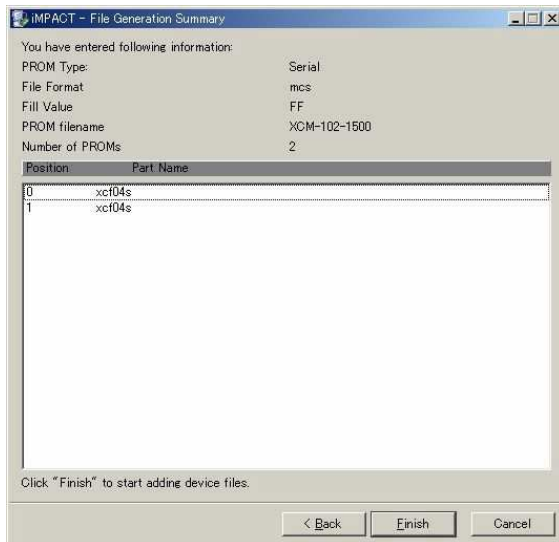 iMPACT - File Generation Summary
You have entered following information:
PROM Type: Serial
File Format mcs
Fill Value FF
PROM filename XCM-102-1500
Number of PROMs 2
Position Part Name
0 xcf04s
1 xcf04s
Click "Finish" to start adding device files.
< Back Finish Cancel